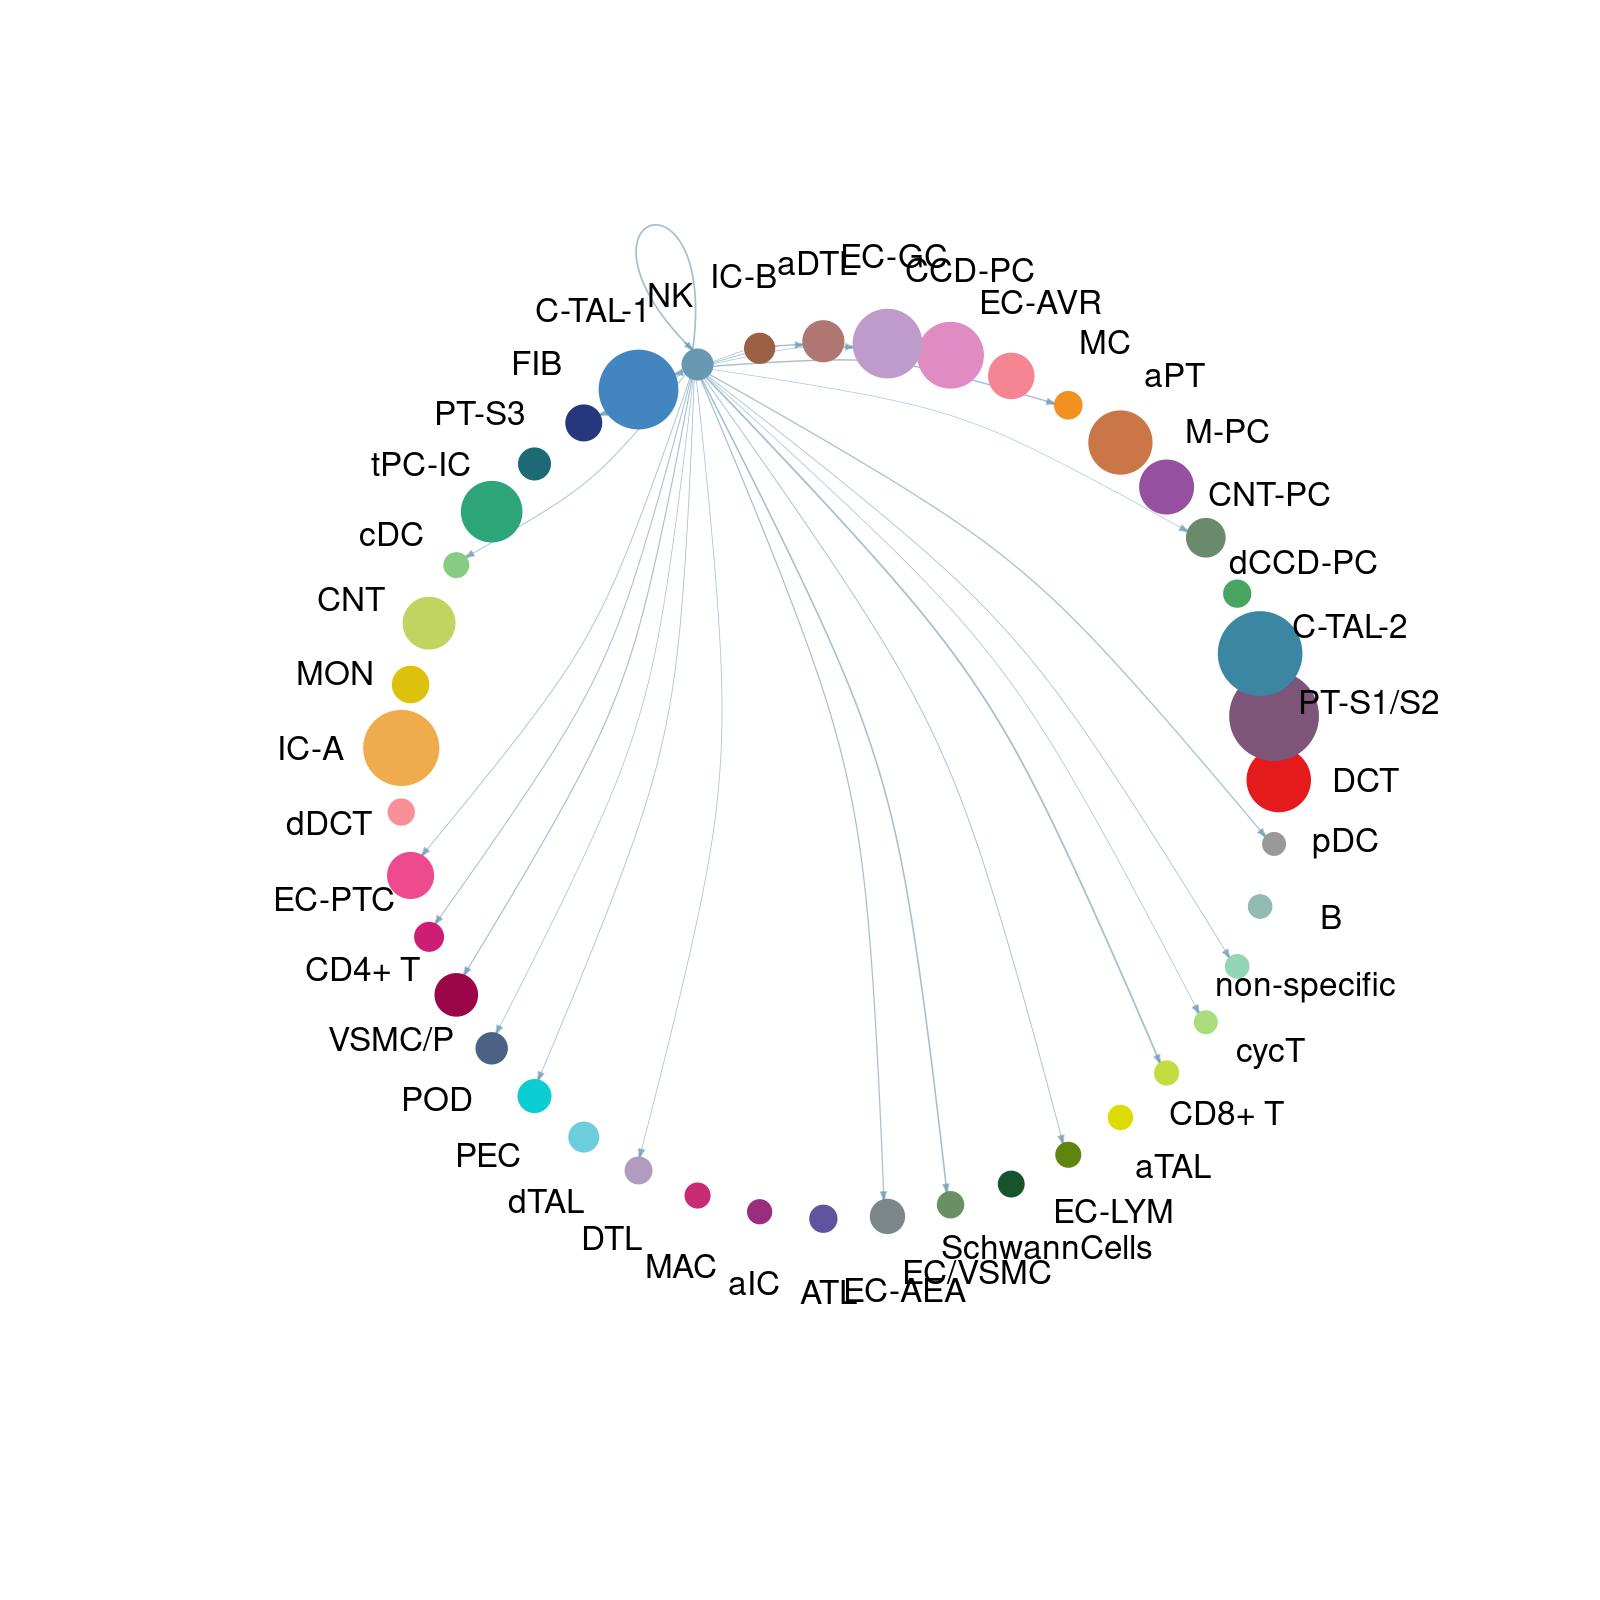 EC-GC
aDTL
CCD-PC
IC-B
NK
EC-AVR
C-TAL-1
MC
FIB
aPT
PT-S3
M-PC
tPC-IC
CNT-PC
cDC
dCCD-PC
CNT
C-TAL-2
MON
PT-S1/S2
IC-A
DCT
dDCT
pDC
EC-PTC
B
CD4+ T
non-specific
VSMC/P
cycT
POD
CD8+ T
PEC
aTAL
dTAL
EC-LYM
DTL
SchwannCells
MAC
EC/VSMC
aIC
ATL
EC-AEA